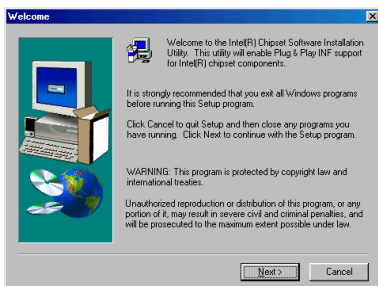 Welcome
Welcome to the Intel(R) Chipset Software Installation
Utility. This utility will enable Plug & Play INF support
for Intel(R) chipset components.
It is strongly recommended that you exit all Windows programs
before running this Setup program.
Click Cancel to quit Setup and then close any programs you
have running. Click Next to continue with the Setup program.
WARNING: This program is protected by copyright law and
international treaties.
Unauthorized reproduction or distribution of this program, or any
portion of it, may result in severe civil and criminal penalties, and
will be prosecuted to the maximum extent possible under law.
Next >
Cancel